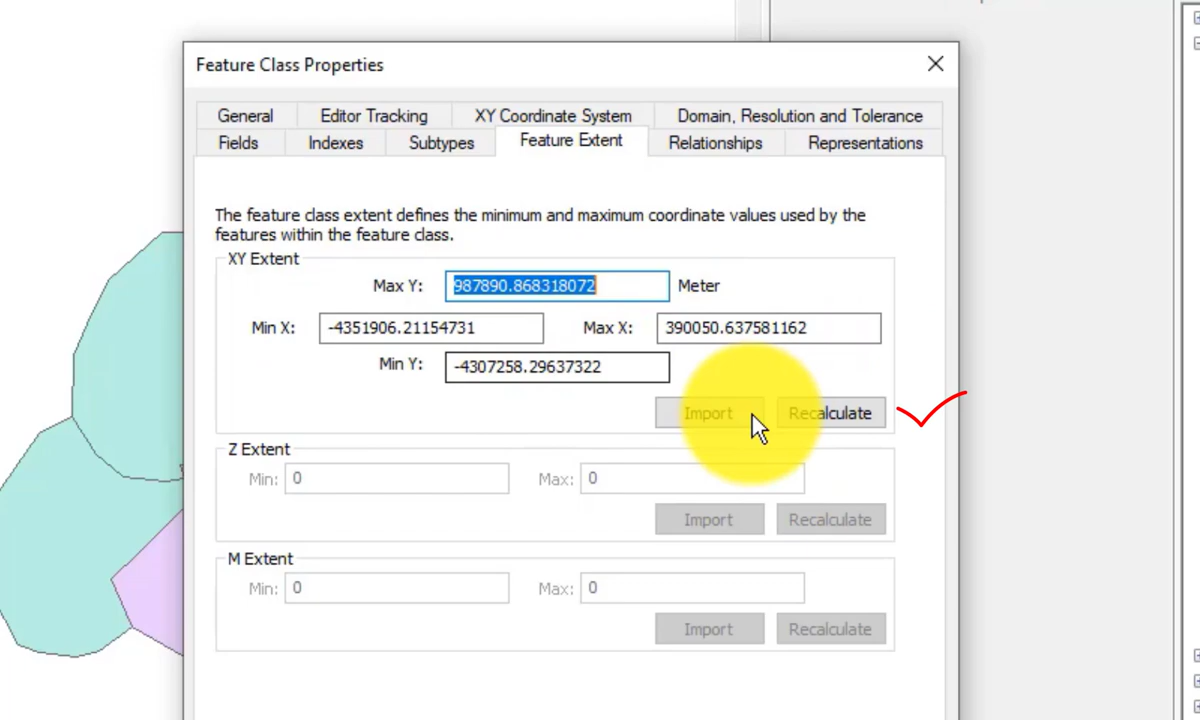 Feature Class Properties
General Editor Tracking XY Coordinate System Domain, Resolution and Tolerance
Fields Indexes Subtypes Feature Extent Relationships Representations
The feature class extent defines the minimum and maximum coordinate values used by the
features within the feature class.
XY Extent
Max Y: 987890.868318072 Meter
Min X: -4351906.21154731 Max X: 390050.637581162
Min Y: -4307258.29637322
Import Recalculate
Z Extent
Min: 0 Max: 0
Import Recalculate
M Extent
Min: 0 Max: 0
Import Recalculate